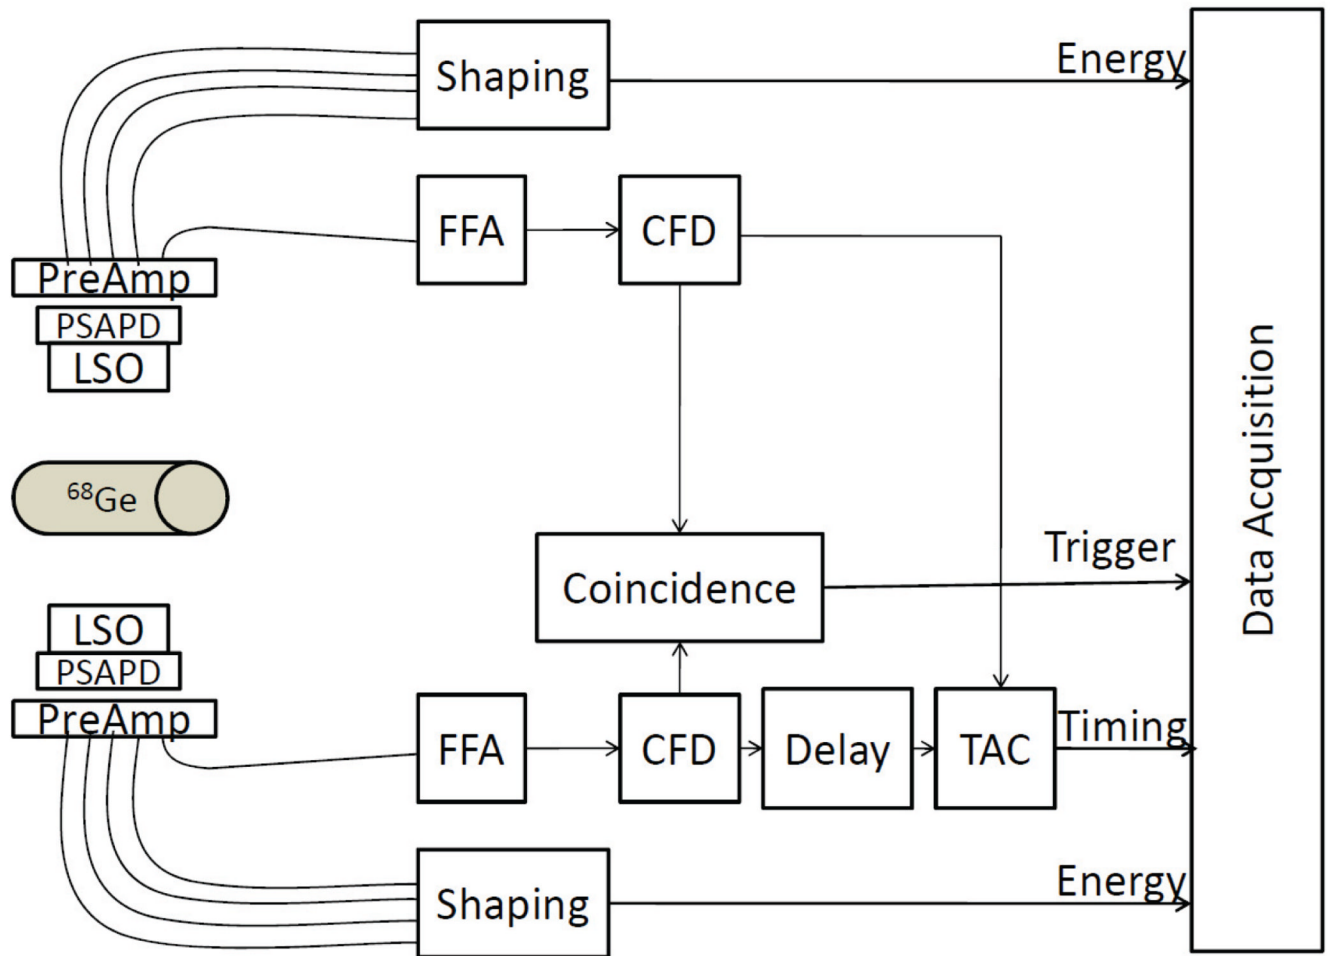 Shaping
Energy
FFA
CFD
PreAmp
PSAPD
LSO
⁶⁸Ge
Data Acquisition
Trigger
Coincidence
LSO
PSAPD
PreAmp
FFA
CFD
Delay
TAC
Timing
Shaping
Energy